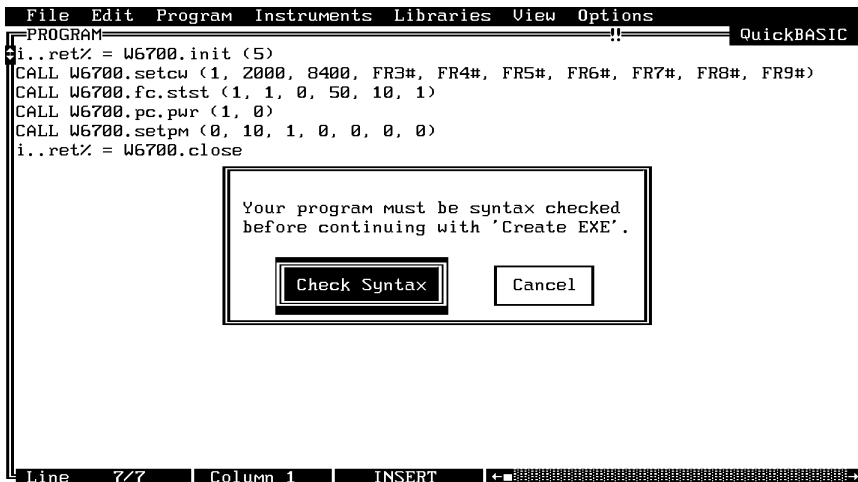 File Edit Program Instruments Libraries View Options
PROGRAM
!!
QuickBASIC
i..ret% = W6700.init (5)
CALL W6700.setcw (1, 2000, 8400, FR3#, FR4#, FR5#, FR6#, FR7#, FR8#, FR9#)
CALL W6700.fc.stst (1, 1, 0, 50, 10, 1)
CALL W6700.pc.pwr (1, 0)
CALL W6700.setpm (0, 10, 1, 0, 0, 0, 0)
i..ret% = W6700.close
Your program must be syntax checked
before continuing with 'Create EXE'.
Check Syntax Cancel
Line 7/7 Column 1 INSERT